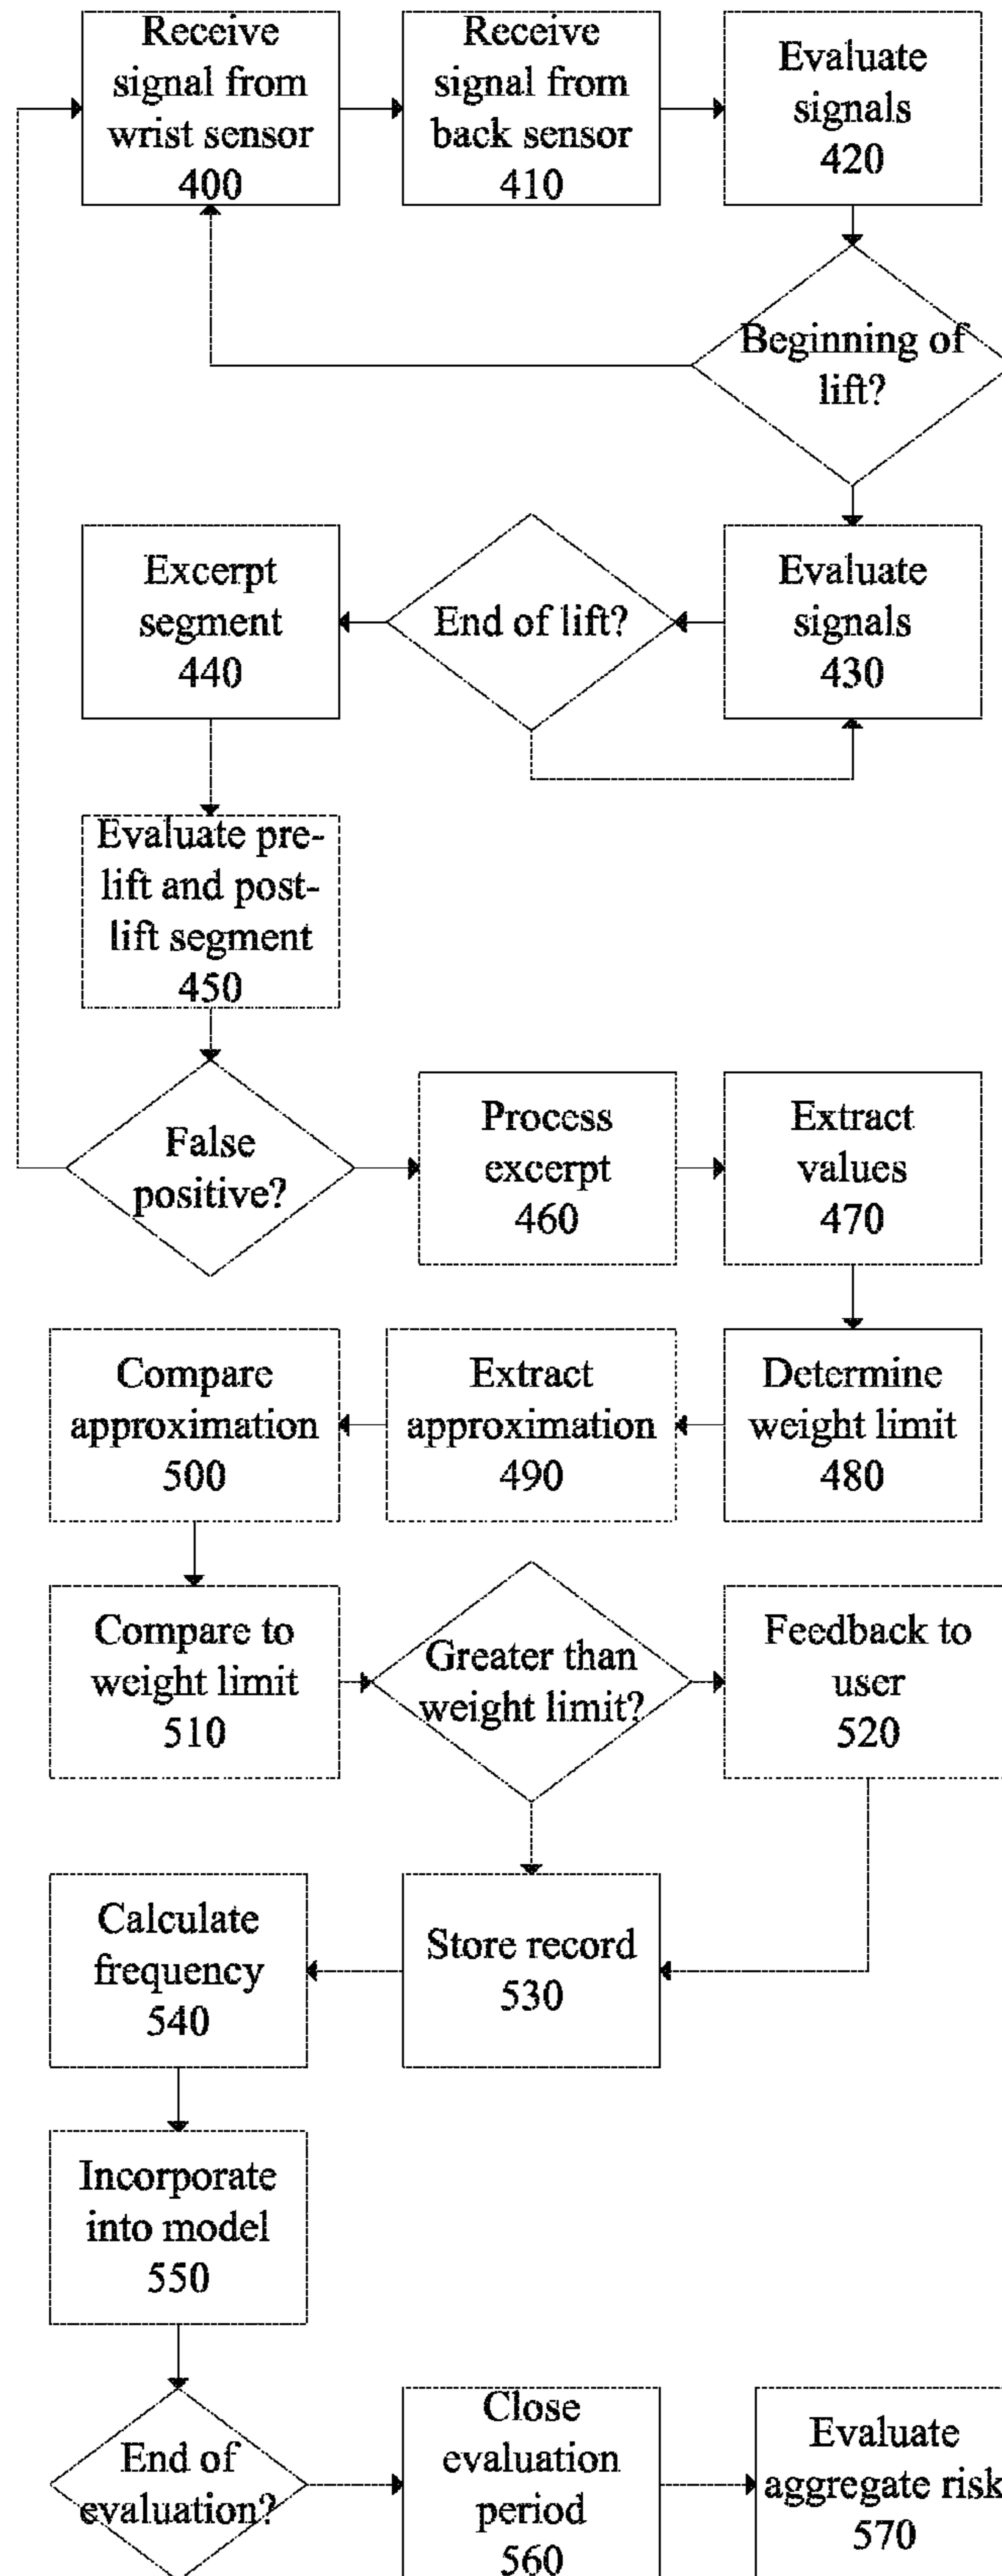 Receive
signal from
wrist sensor
400
Receive
signal from
back sensor
410
Evaluate
signals
420
Beginning of
lift?
Evaluate
signals
430
End of lift?
Excerpt
segment
440
Evaluate pre-
lift and post-
lift segment
450
False
positive?
Process
excerpt
460
Extract
values
470
Determine
weight limit
480
Extract
approximation
490
Compare
approximation
500
Compare to
weight limit
510
Greater than
weight limit?
Feedback to
user
520
Store record
530
Calculate
frequency
540
Incorporate
into model
550
End of
evaluation?
Close
evaluation
period
560
Evaluate
aggregate risk
570